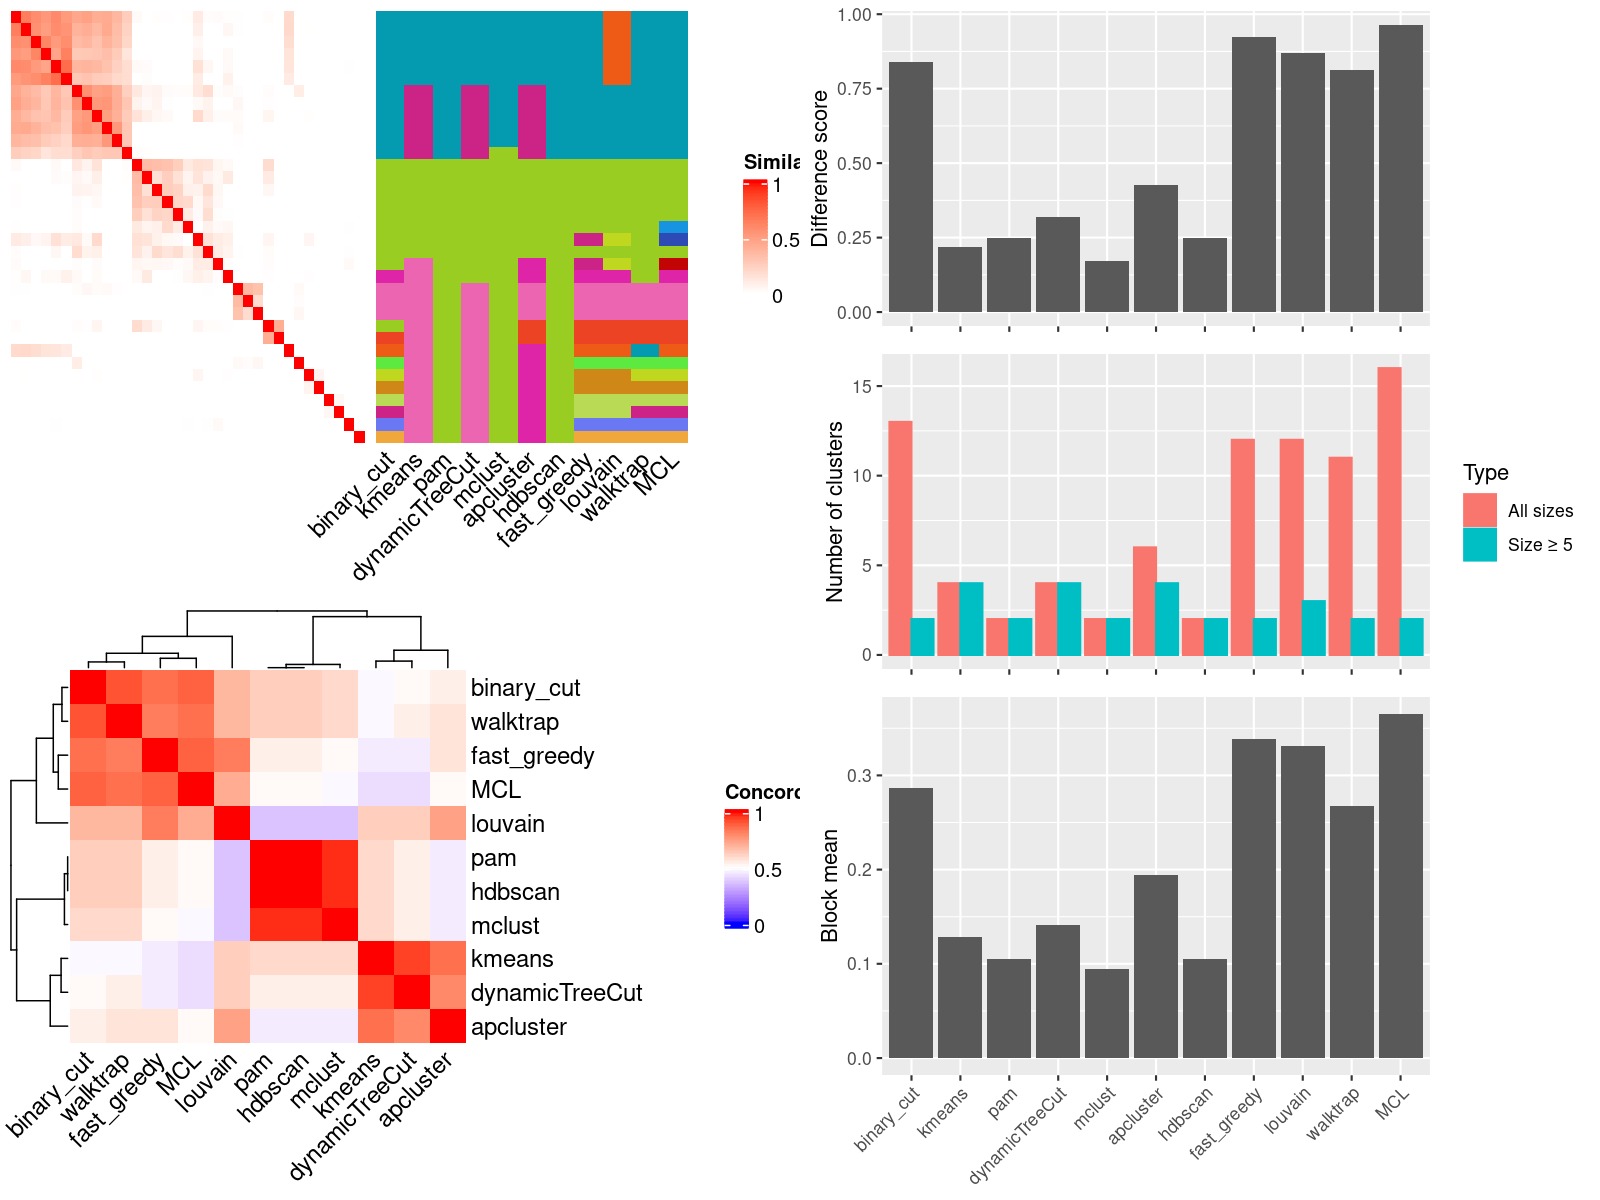 Simila
1
0.5
0
binary_cut
kmeans
pam
dynamicTreeCut
mclust
apcluster
hdbscan
fast_greedy
louvain
walktrap
MCL
binary_cut
walktrap
fast_greedy
MCL
louvain
pam
hdbscan
mclust
kmeans
dynamicTreeCut
apcluster
Concord
1
0.5
0
binary_cut
walktrap
fast_greedy
MCL
louvain
pam
hdbscan
mclust
kmeans
dynamicTreeCut
apcluster
Difference score
1.00
0.75
0.50
0.25
0.00
Number of clusters
15
10
5
0
Type
All sizes
Size ≥ 5
Block mean
0.3
0.2
0.1
0.0
binary_cut
kmeans
pam
dynamicTreeCut
mclust
apcluster
hdbscan
fast_greedy
louvain
walktrap
MCL